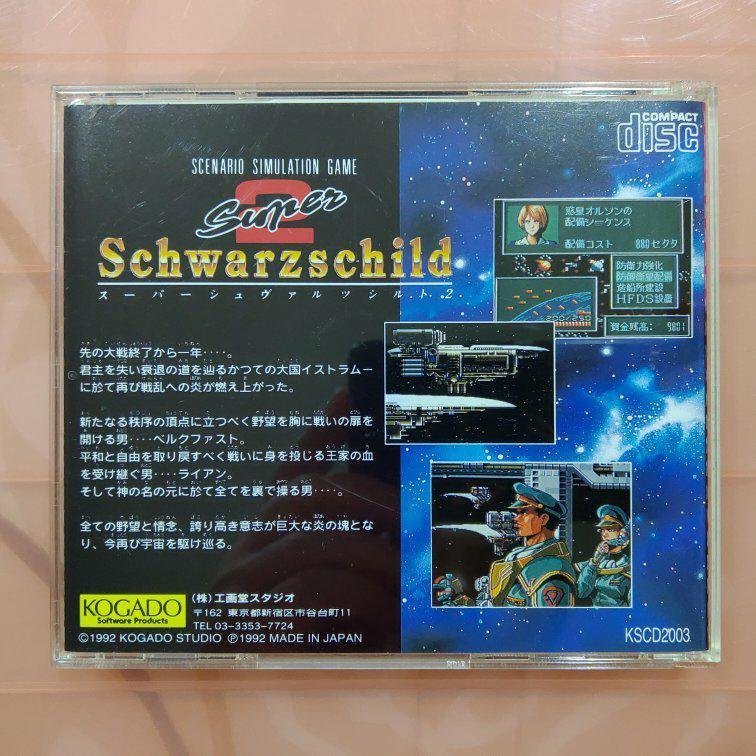 COMPACT
disc
SCENARIO SIMULATION GAME
Super 2
Schwarzschild
スーパーシュヴァルツシルト2
惑星オルソンの
配備シーケンス
配備コスト 880セクタ
防衛力強化
防御衛星配備
造船所建設
HFDS設置
200/250
資金残高: 9801
先の大戦終了から一年‥‥。
君主を失い衰退の道を辿るかつての大国イストラムー
に於て再び戦乱への炎が燃え上がった。
新たなる秩序の頂点に立つべく野望を胸に戦いの扉を
開ける男‥‥ベルクファスト。
平和と自由を取り戻すべく戦いに身を投じる王家の血
を受け継ぐ男‥‥ライアン。
そして神の名の元に於て全てを裏で操る男‥‥。
全ての野望と情念、誇り高き意志が巨大な炎の塊とな
り、今再び宇宙を駆け巡る。
KOGADO
Software Products
(株)工画堂スタジオ
〒162 東京都新宿区市谷台町11
TEL 03-3353-7724
©1992 KOGADO STUDIO ℗1992 MADE IN JAPAN
KSCD2003